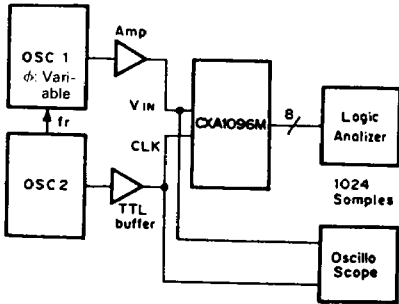 OSC 1
ϕ: Vari-
able
Amp
fr
OSC 2
TTL
buffer
VIN
CLK
CXA1096M
8
Logic
Analizer
1024
Samples
Oscillo
Scope